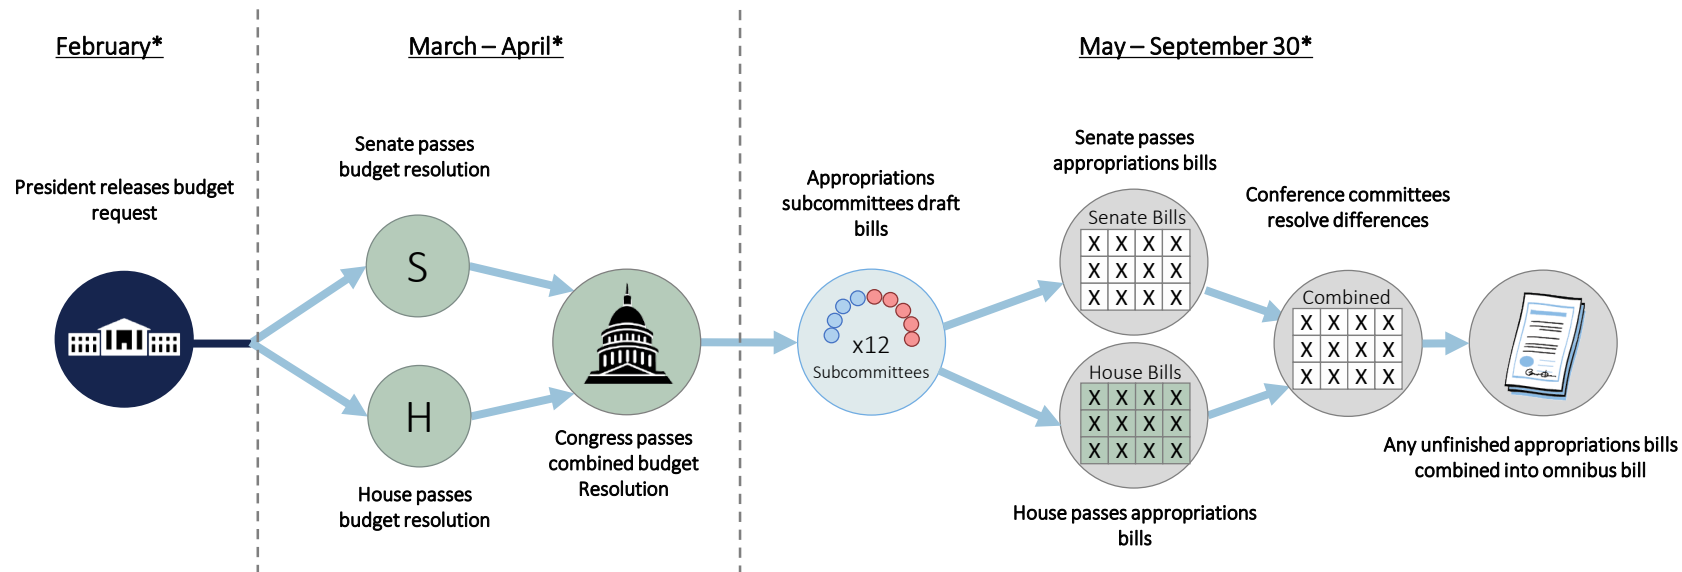 February*
March – April*
May – September 30*
President releases budget
request
Senate passes
budget resolution
S
H
House passes
budget resolution
Congress passes
combined budget
Resolution
Appropriations
subcommittees draft
bills
x12
Subcommittees
Senate passes
appropriations bills
Senate Bills
X X X X
X X X X
X X X X
House Bills
X X X X
X X X X
X X X X
House passes appropriations
bills
Conference committees
resolve differences
Combined
X X X X
X X X X
X X X X
Any unfinished appropriations bills
combined into omnibus bill